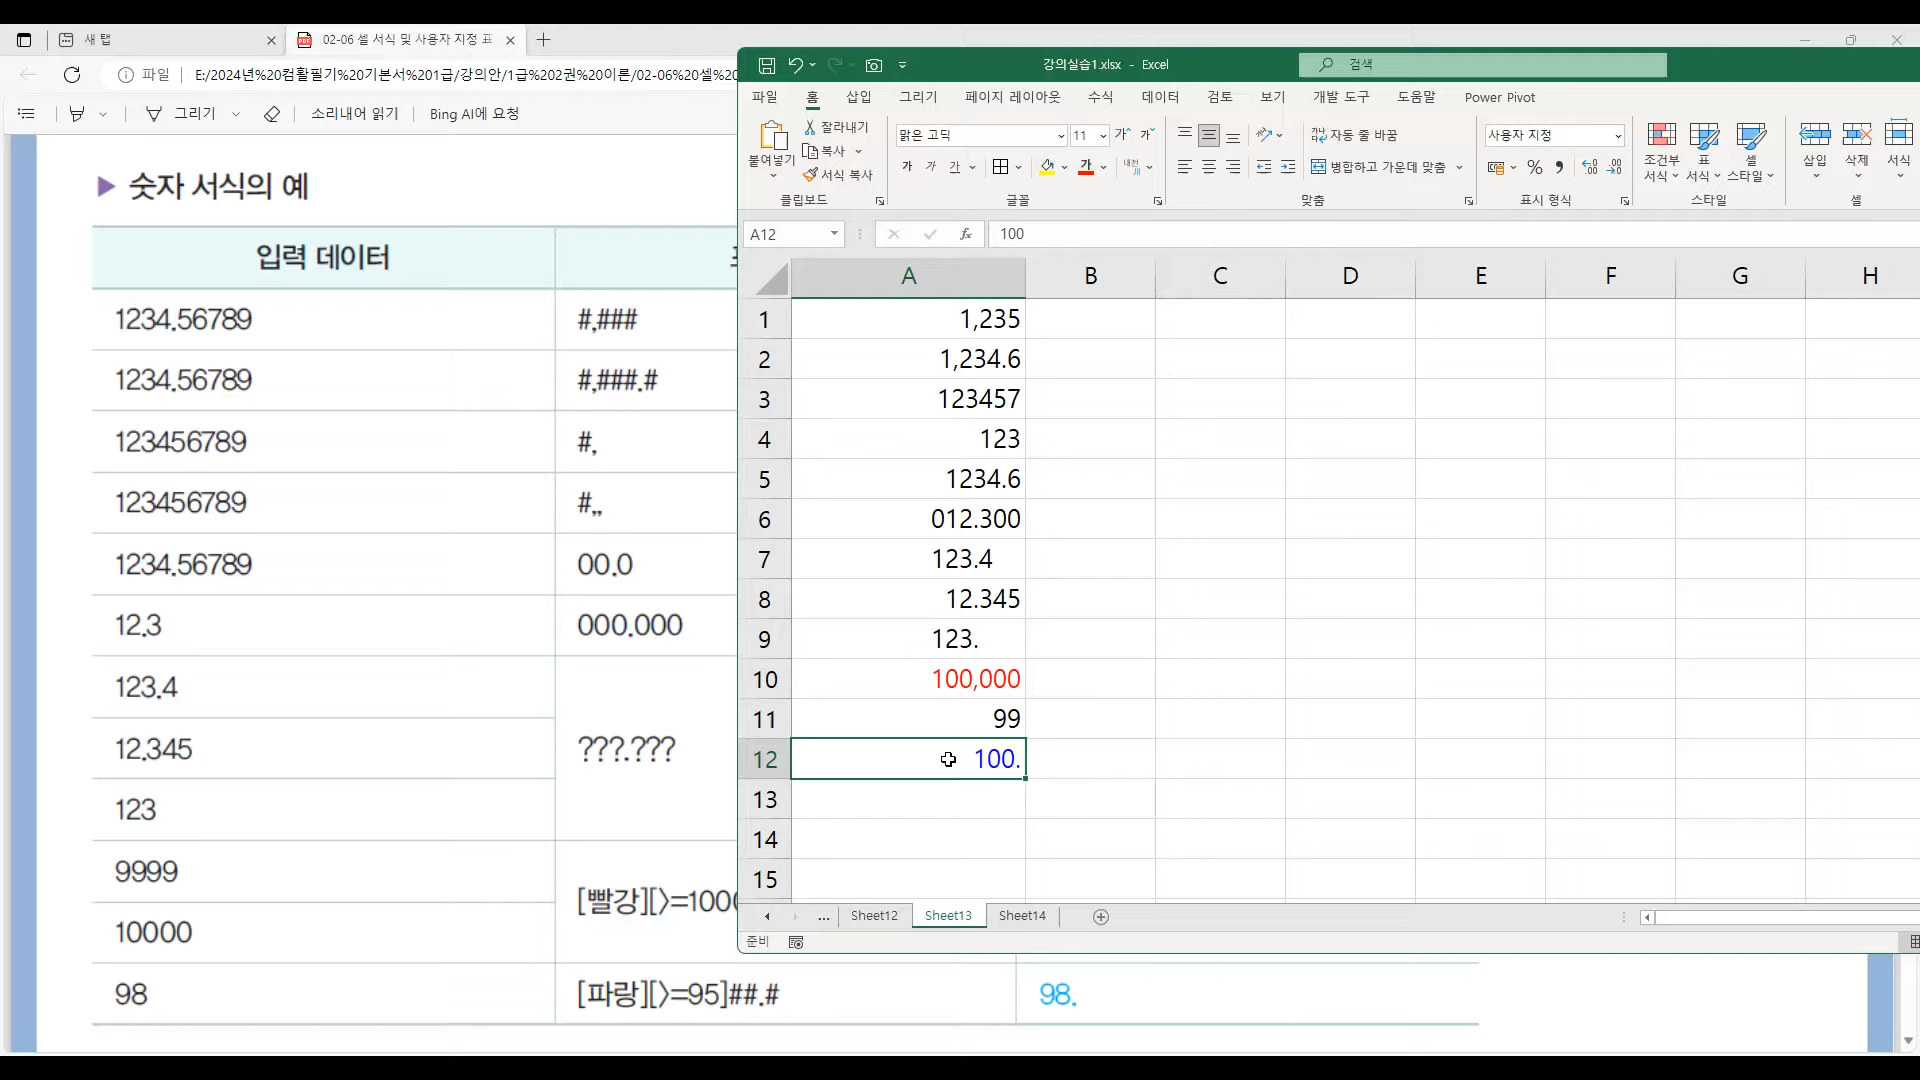 새 탭
02-06 셀 서식 및 사용자 지정 표
파일
E:/2024년%20컴활필기%20기본서%201급/강의안/1급%202권%20이론/02-06%20셀%20
그리기
소리내어 읽기
Bing AI에 요청
숫자 서식의 예
입력 데이터
1234.56789
#,###
1234.56789
#,###.#
123456789
#,
123456789
#,,
1234.56789
00.0
12.3
000.000
123.4
12.345
???.???
123
9999
[빨강][>=1000
10000
98
[파랑][>=95]##.#
98.
강의실습1.xlsx - Excel
검색
파일
홈
삽입
그리기
페이지 레이아웃
수식
데이터
검토
보기
개발 도구
도움말
Power Pivot
붙여넣기
잘라내기
복사
서식 복사
클립보드
맑은 고딕
11
가
가
가
가
가
가
내천
글꼴
자동 줄 바꿈
병합하고 가운데 맞춤
맞춤
사용자 지정
%
표시 형식
조건부 서식
표 서식
셀 스타일
스타일
삽입
삭제
서식
셀
A12
fx
100
A B C D E F G H
1 1,235
2 1,234.6
3 123457
4 123
5 1234.6
6 012.300
7 123.4
8 12.345
9 123.
10 100,000
11 99
12 100.
13
14
15
...
Sheet12
Sheet13
Sheet14
준비